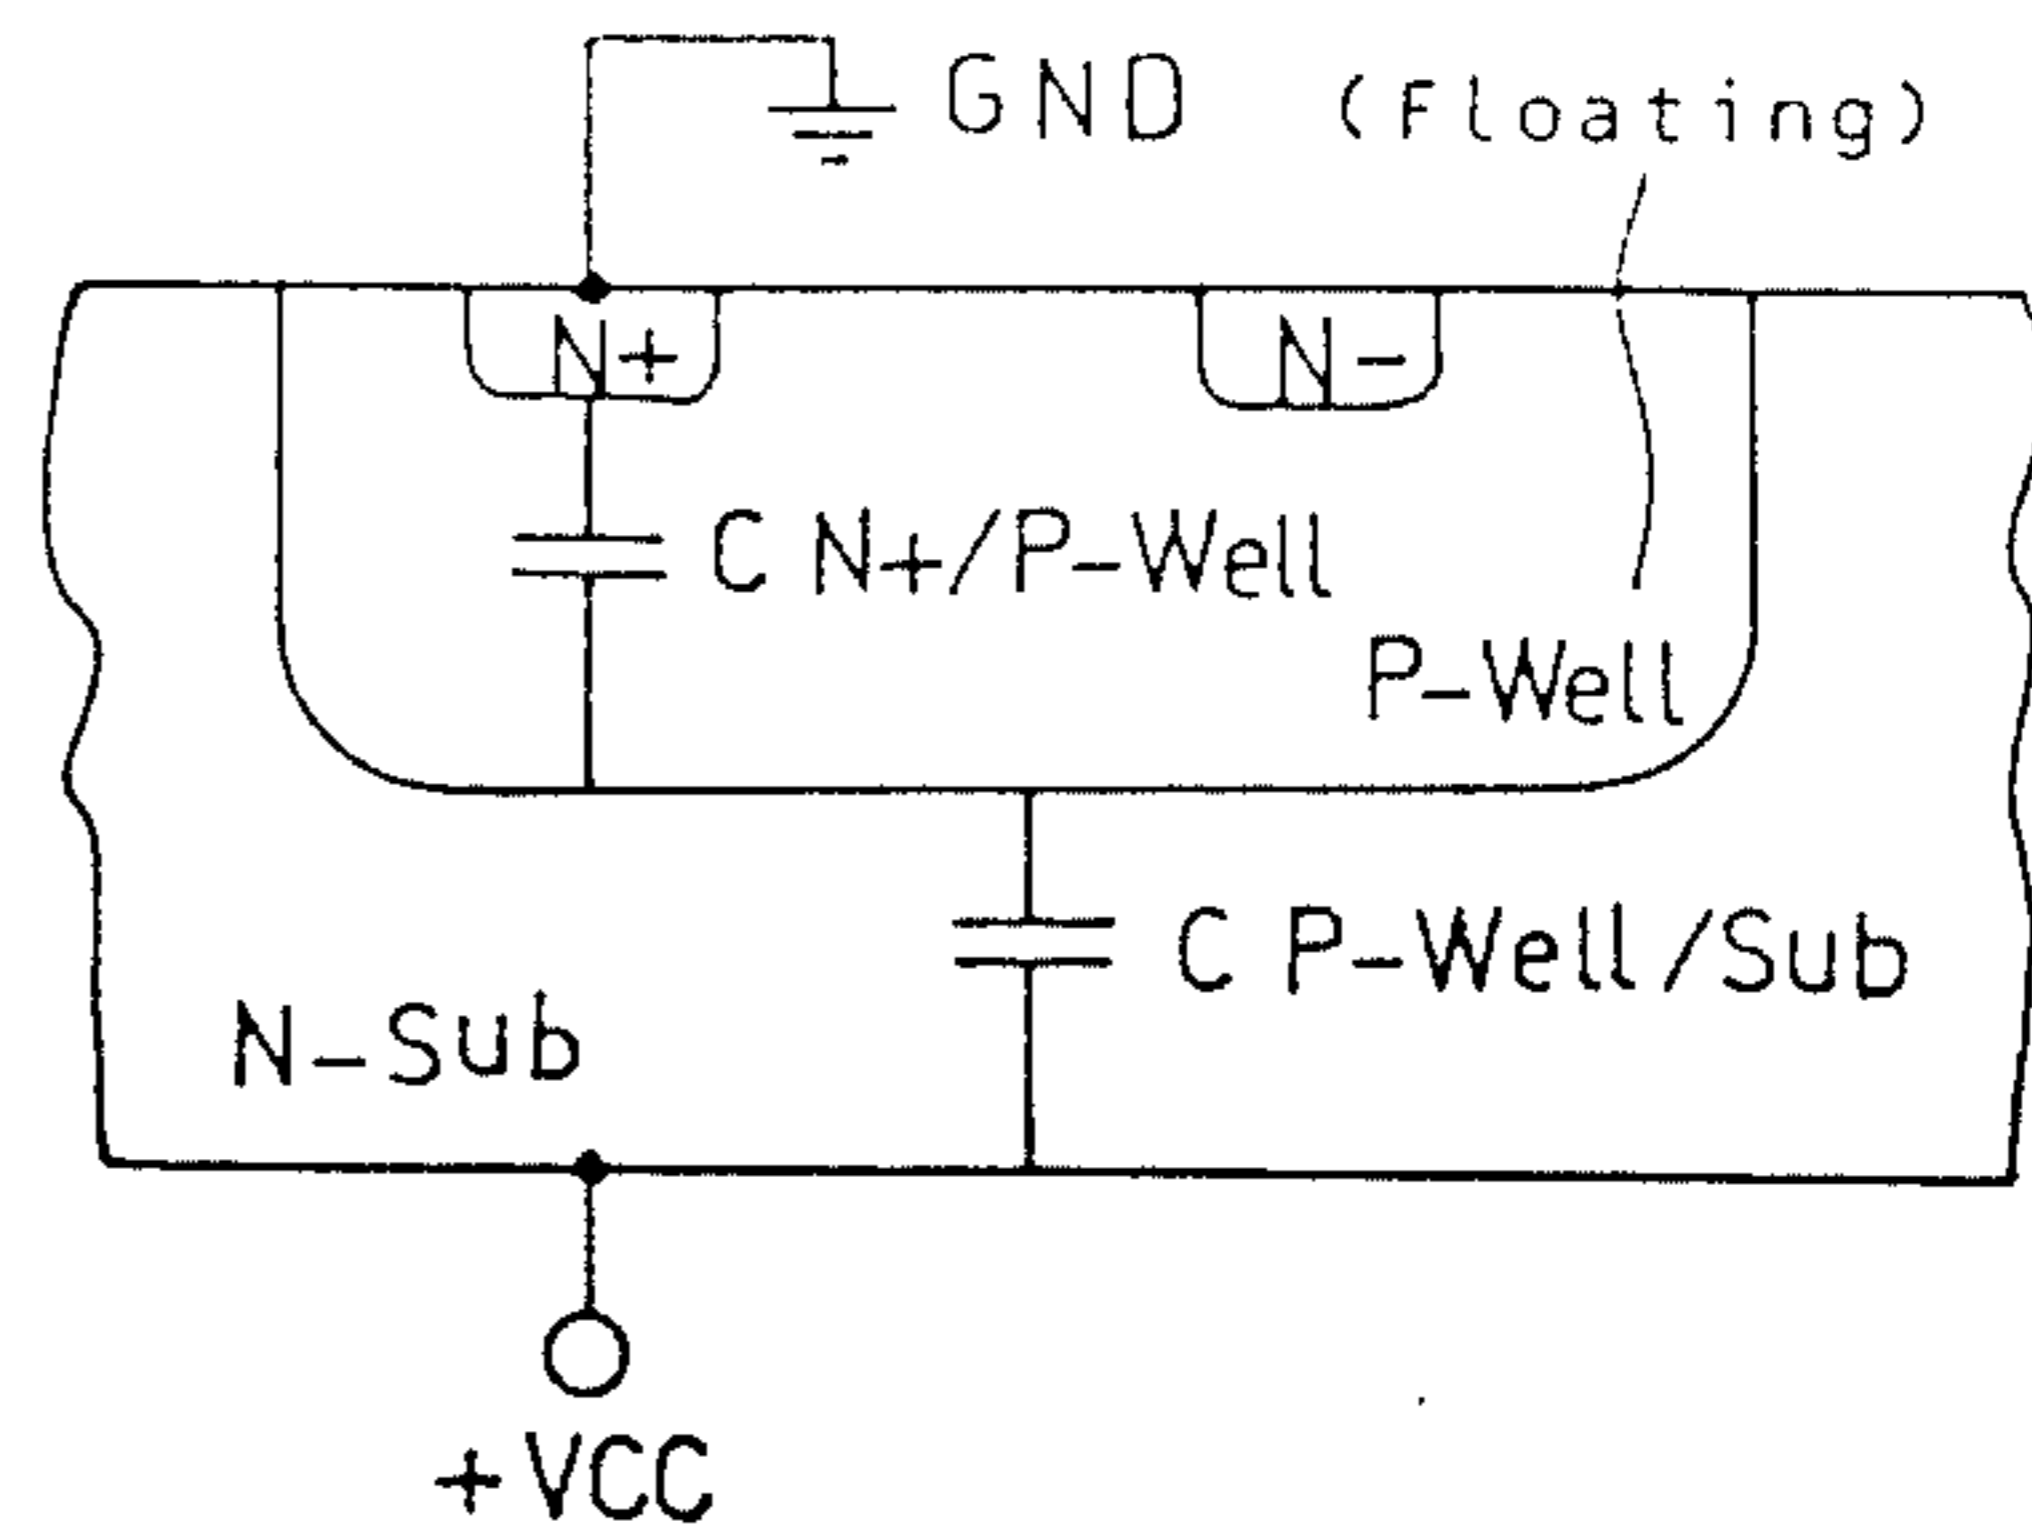 GND (Floating)
N+ N-
C N+/P-Well
P-Well
C P-Well/Sub
N-Sub
+VCC